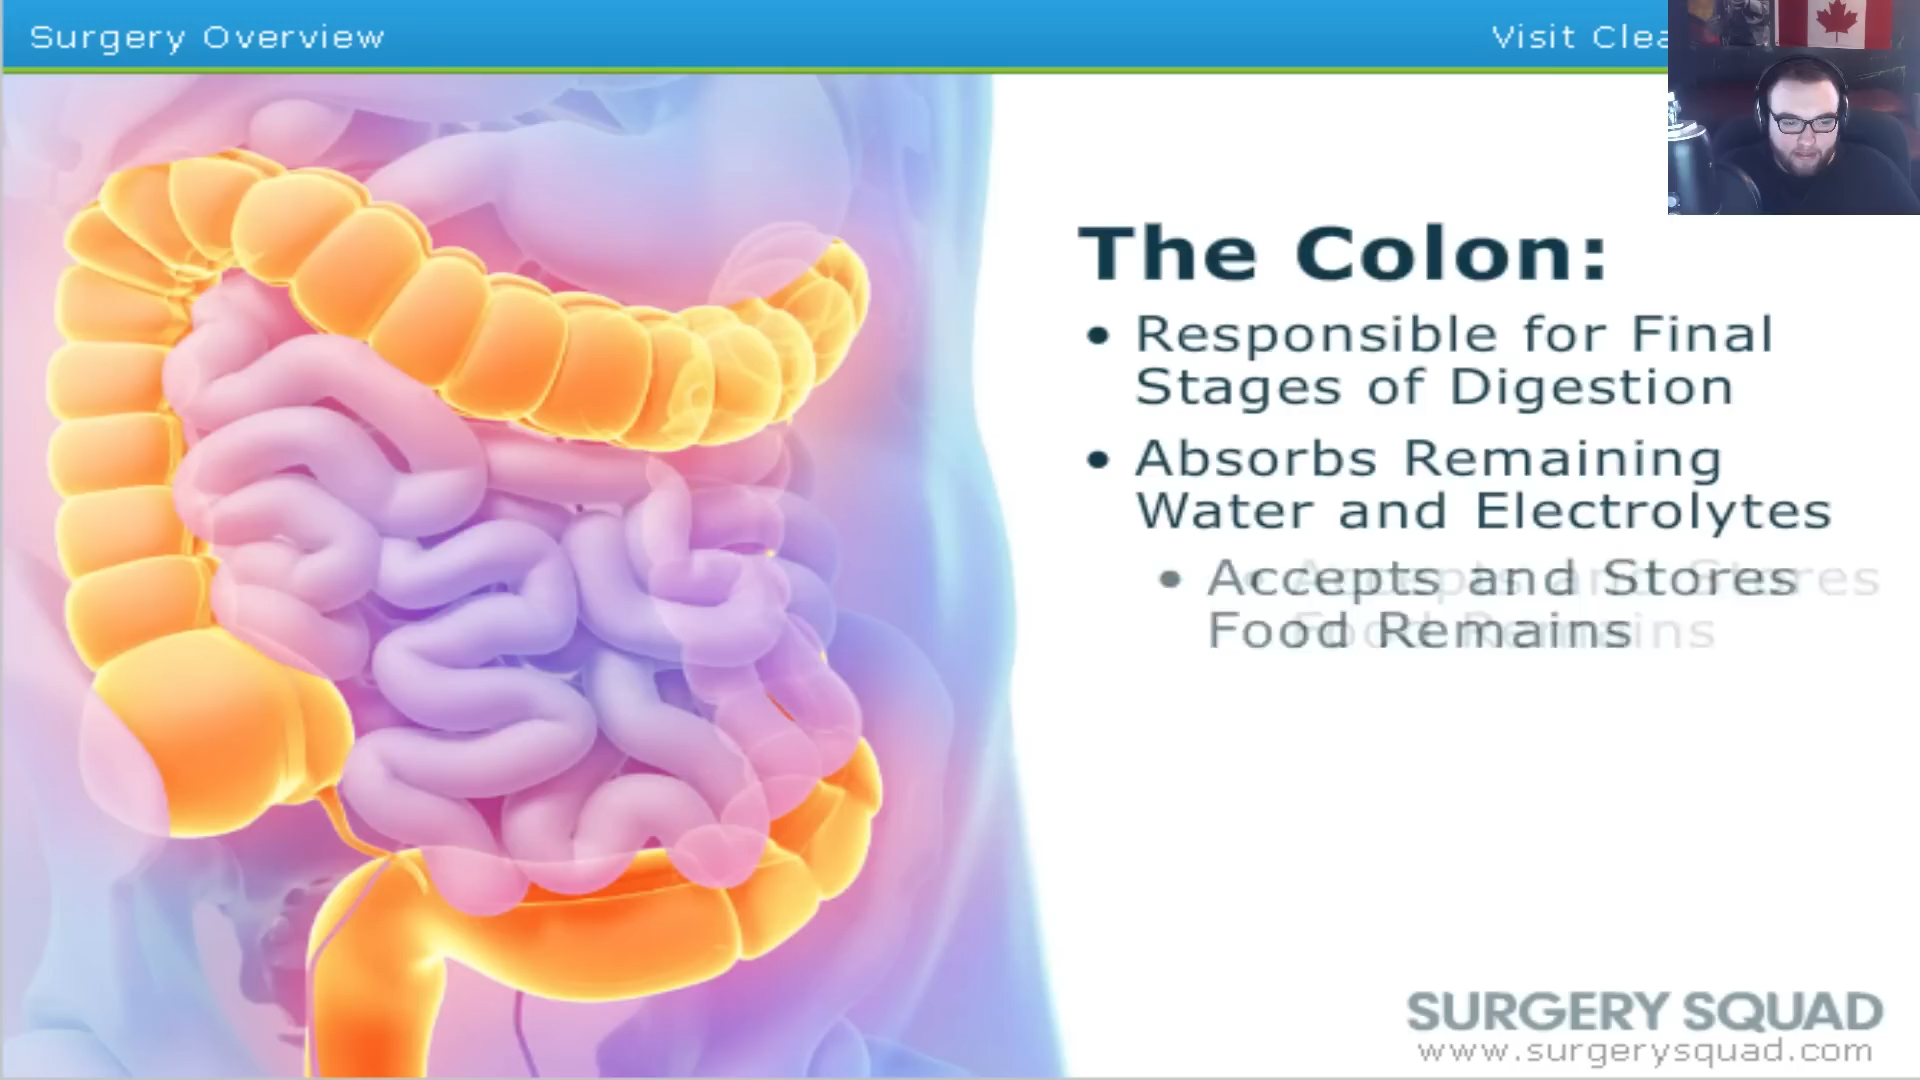 Surgery Overview
Visit Clea
The Colon:
• Responsible for Final
Stages of Digestion
• Absorbs Remaining
Water and Electrolytes
• Accepts and Stores
Food Remains
SURGERY SQUAD
www.surgerysquad.com